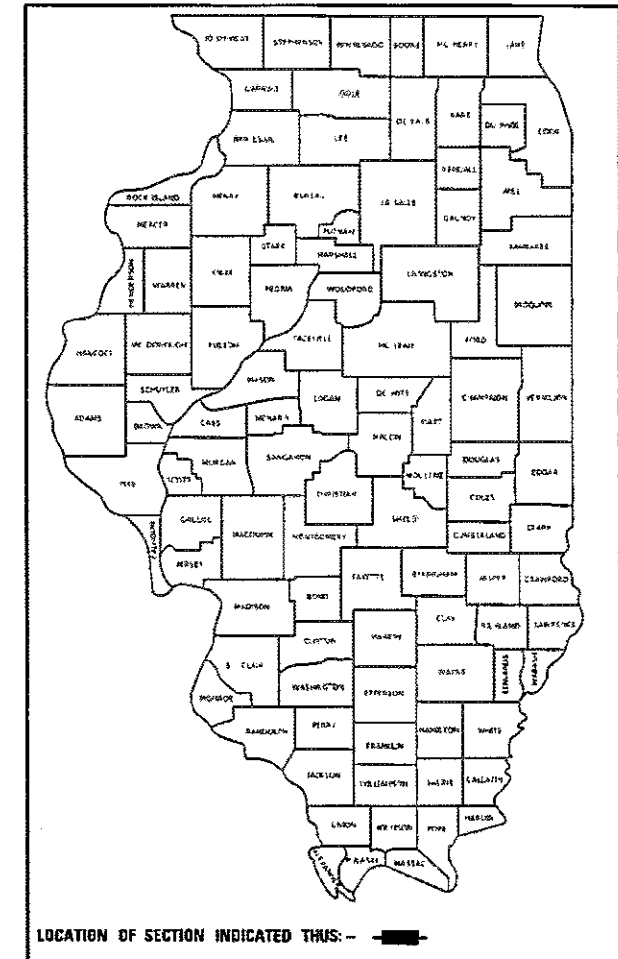 STEPHENSON WINNEBAGO BOONE MC HENRY LAKE
CARROLL OGLE
DE KALB KANE DU PAGE COOK
LEE
KENDALL WILL
ROCK ISLAND HENRY BUREAU LA SALLE GRUNDY
MERCER PUTNAM
STARK MARSHALL KANKAKEE
HENDERSON WARREN KNOX PEORIA WOODFORD LIVINGSTON IROQUOIS
HANCOCK MC DONOUGH FULTON TAZEWELL MC LEAN FORD
SCHUYLER MASON LOGAN DE WITT CHAMPAIGN VERMILION
ADAMS BROWN CASS MENARD MACON PIATT
PIKE SCOTT MORGAN SANGAMON CHRISTIAN MOULTRIE DOUGLAS EDGAR
COLES
CALHOUN GREENE MACOUPIN MONTGOMERY SHELBY CUMBERLAND CLARK
JERSEY FAYETTE EFFINGHAM JASPER CRAWFORD
MADISON BOND
CLAY RICHLAND LAWRENCE
CLINTON MARION
WAYNE EDWARDS WABASH
WASHINGTON JEFFERSON
MONROE
RANDOLPH PERRY HAMILTON WHITE
FRANKLIN
JACKSON WILLIAMSON SALINE GALLATIN
UNION JOHNSON POPE HARDIN
ALEXANDER PULASKI MASSAC
LOCATION OF SECTION INDICATED THUS: -